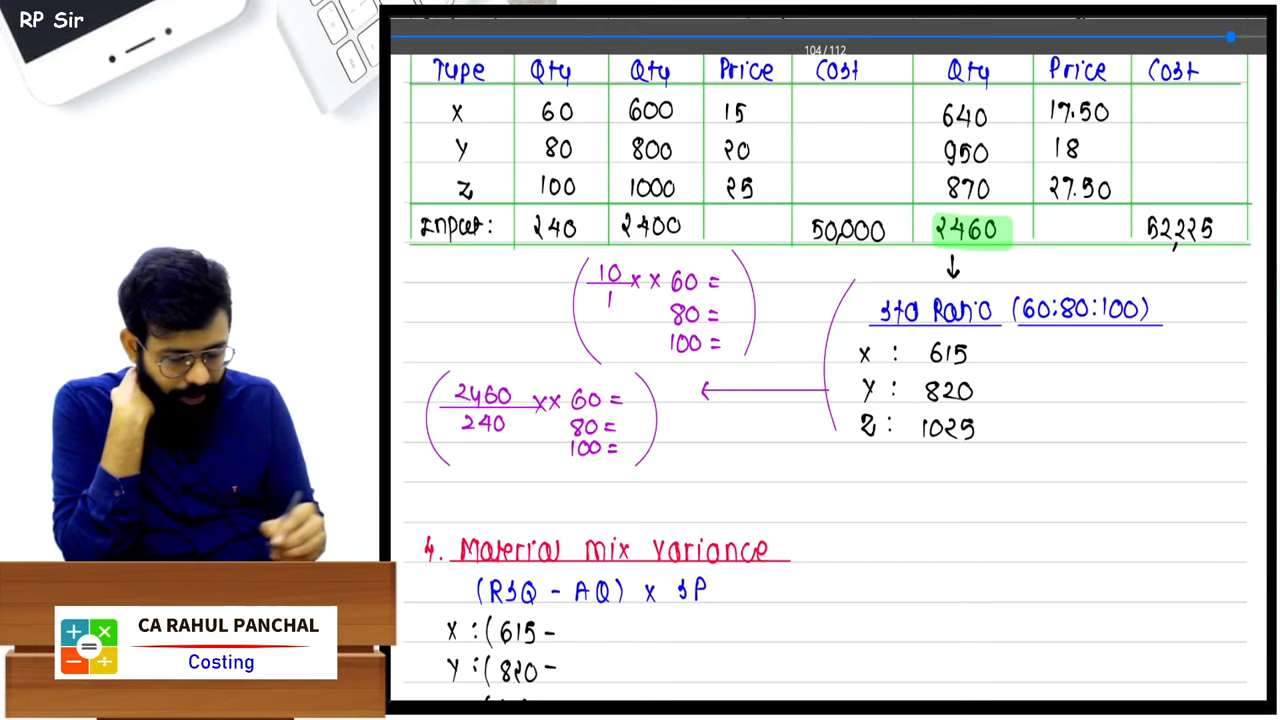 RP Sir
104 / 112
Type Qty Qty Price Cost Qty Price Cost
X 60 600 15 640 17.50
Y 80 800 20 950 18
Z 100 1000 25 870 27.50
Input: 240 2400 50,000 2460 52,225
10/1 x x 60 =
80 =
100 =
Std Ratio (60:80:100)
X : 615
Y : 820
Z : 1025
2460/240 x x 60 =
80 =
100 =
4. Material mix Variance
(RSQ - AQ) x SP
X : (615 -
Y : (820 -
CA RAHUL PANCHAL
Costing